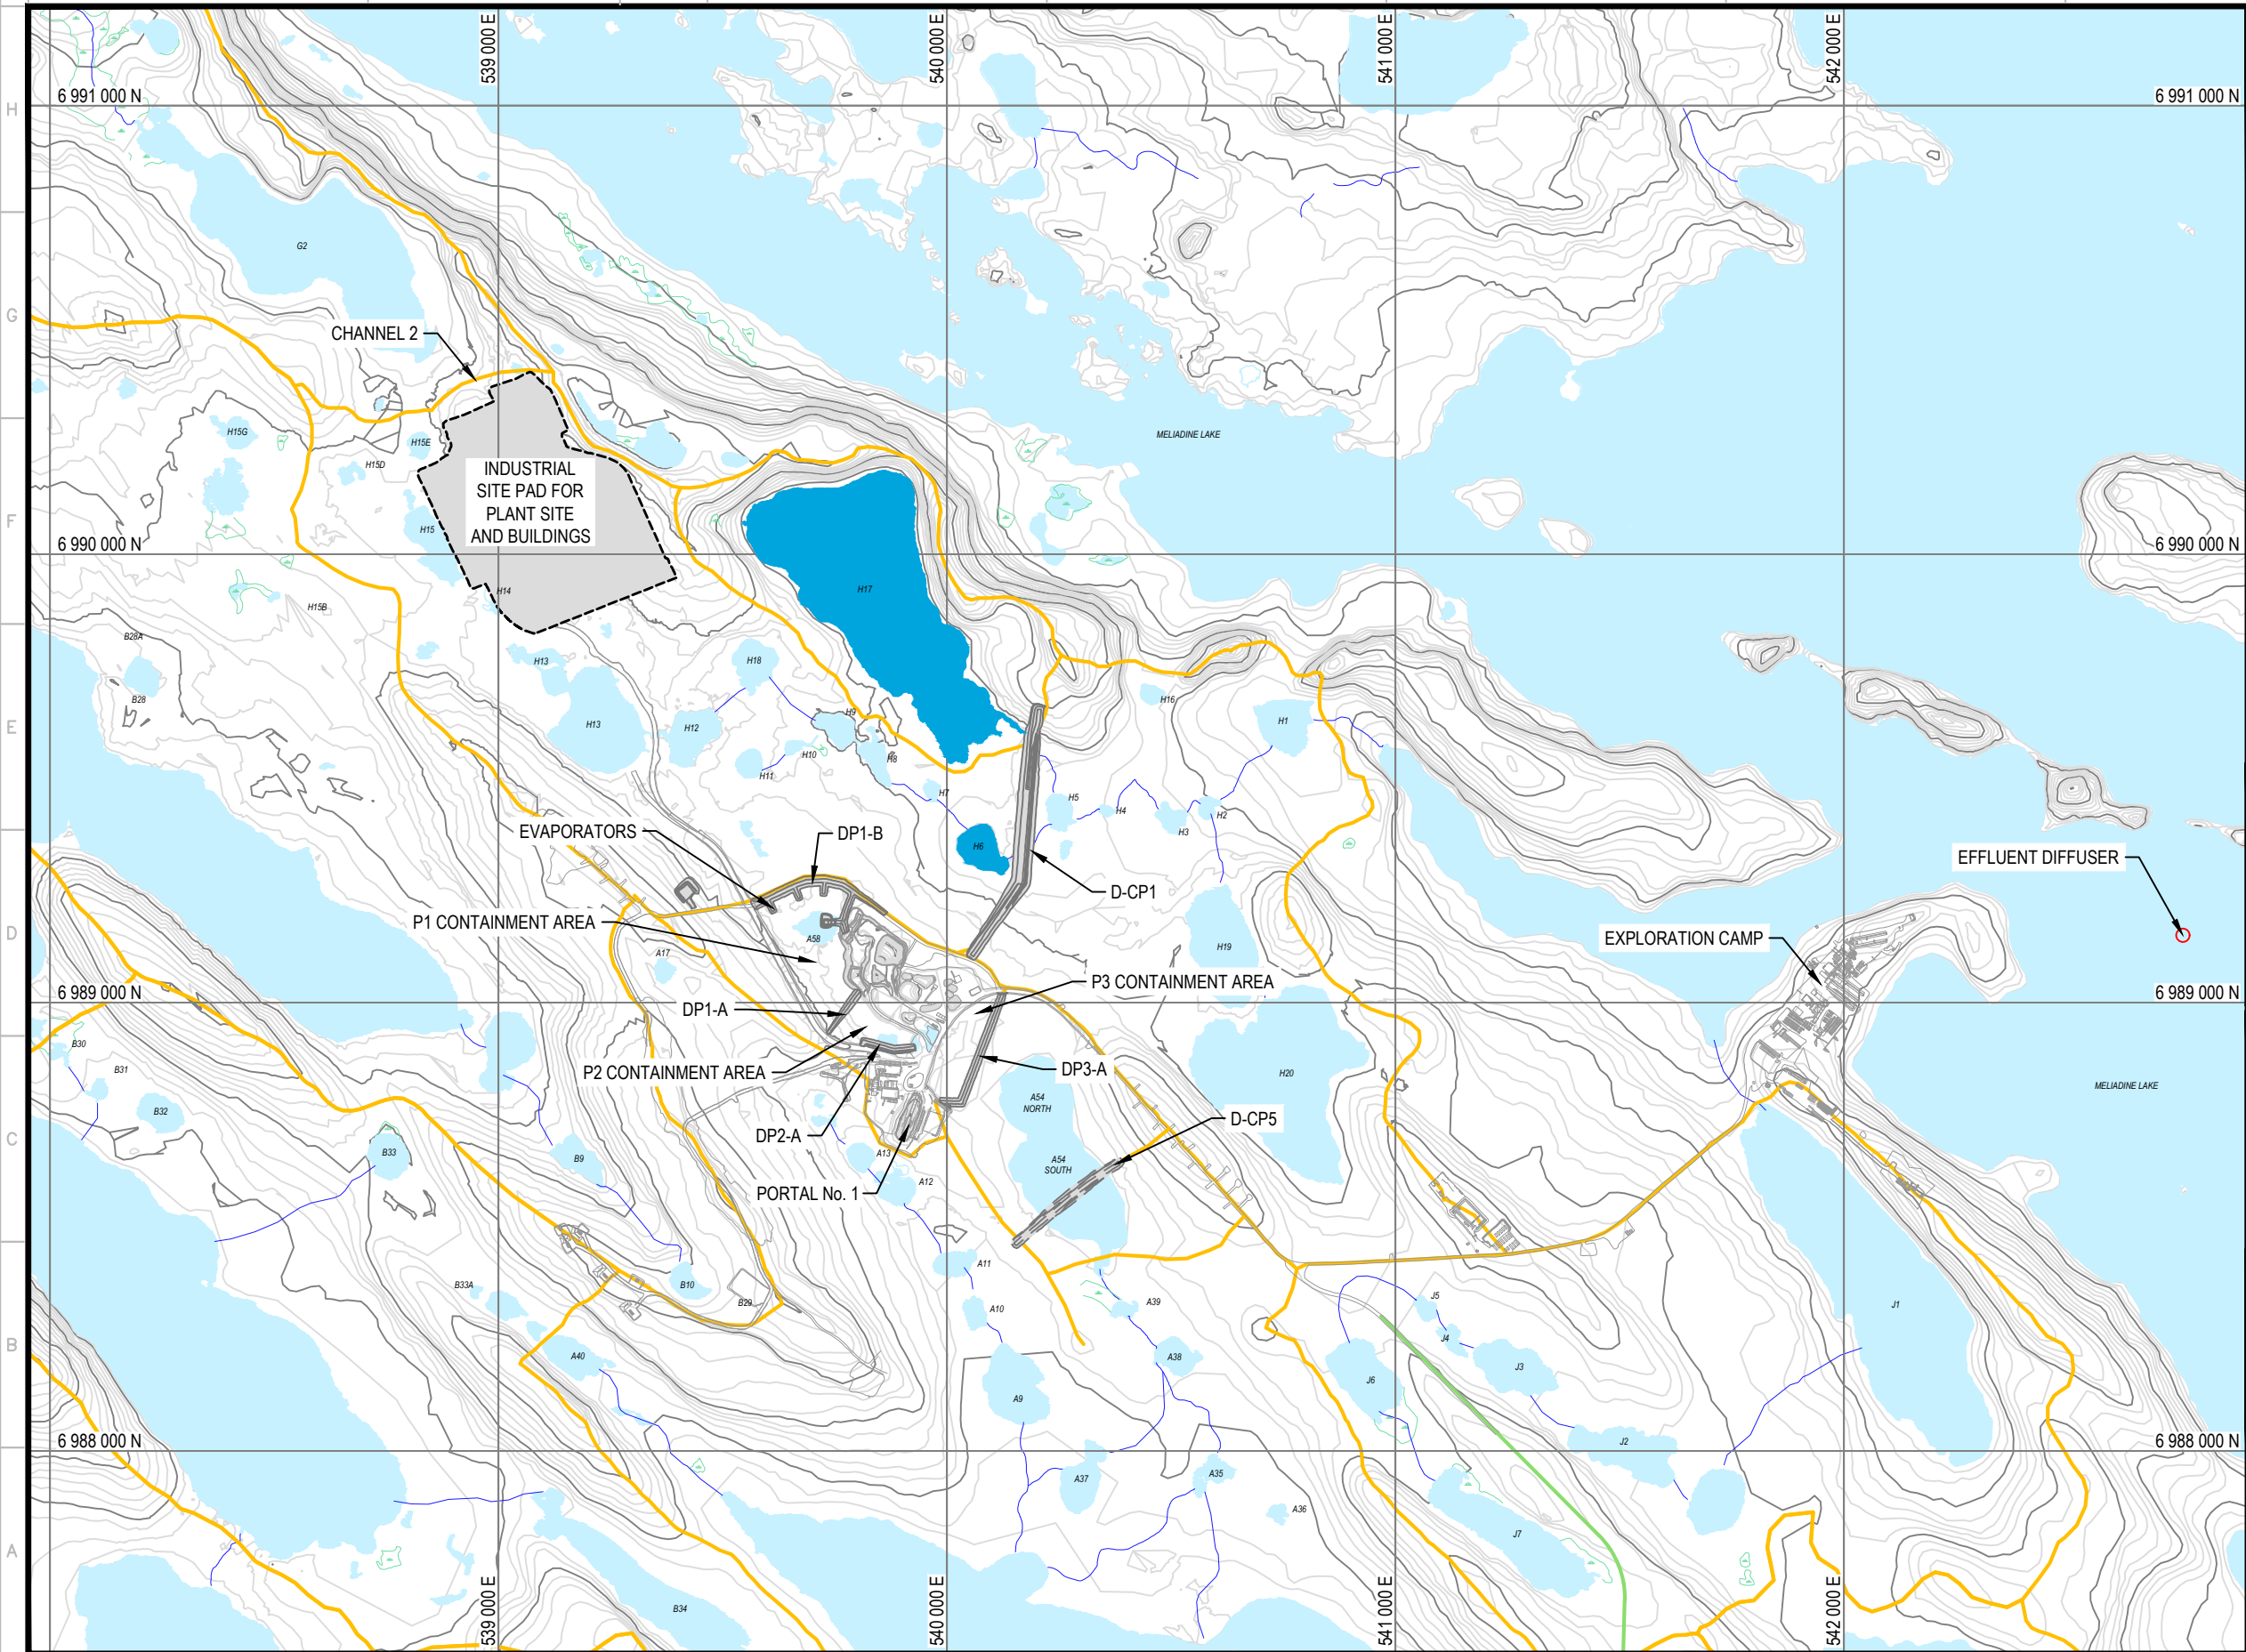 539 000 E
540 000 E
541 000 E
542 000 E
H
6 991 000 N
6 991 000 N
G2
G
CHANNEL 2
H15G
H15E
H15D
MELIADINE LAKE
INDUSTRIAL
SITE PAD FOR
PLANT SITE
AND BUILDINGS
F
H15
6 990 000 N
6 990 000 N
H14
H17
H15B
B28A
H13
H18
B28
H16
E
H13
H12
H9
H1
H10
H8
H11
H7
H5
H4
H2
H3
EVAPORATORS
DP1-B
H6
EFFLUENT DIFFUSER
D-CP1
P1 CONTAINMENT AREA
D
A58
EXPLORATION CAMP
H19
A17
P3 CONTAINMENT AREA
6 989 000 N
6 989 000 N
DP1-A
B30
B31
P2 CONTAINMENT AREA
DP3-A
H20
MELIADINE LAKE
A54
NORTH
B32
C
DP2-A
D-CP5
B33
B9
A13
A54
SOUTH
A12
PORTAL No. 1
A11
B33A
B10
B29
A10
A39
J5
J1
J4
B
A40
A38
J3
J6
A9
6 988 000 N
6 988 000 N
J2
A37
A35
A36
J7
A
B34
539 000 E
540 000 E
541 000 E
542 000 E